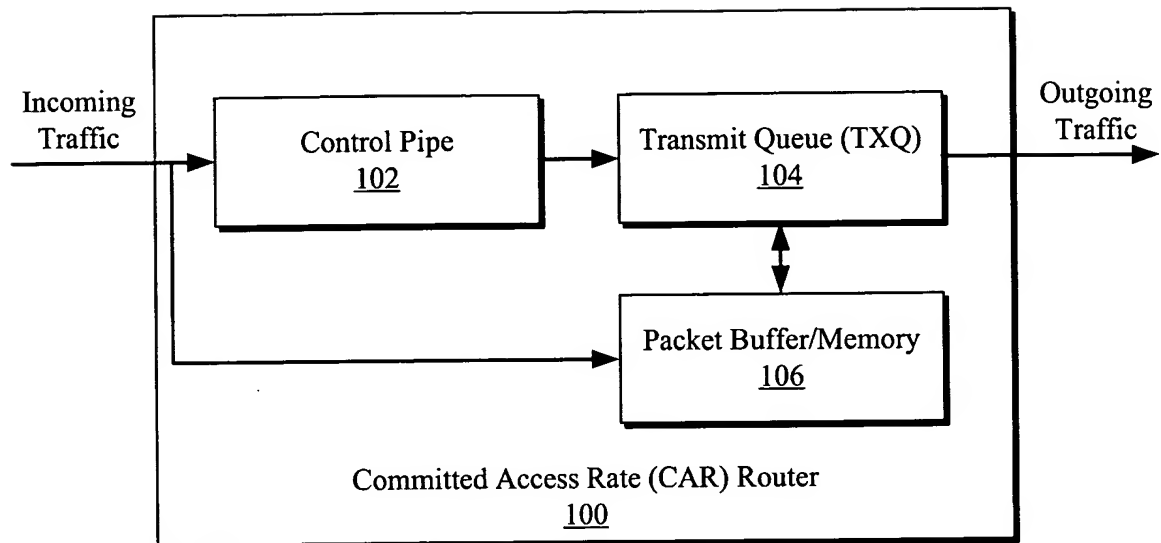 Incoming
Traffic
Control Pipe
102
Transmit Queue (TXQ)
104
Outgoing
Traffic
Packet Buffer/Memory
106
Committed Access Rate (CAR) Router
100